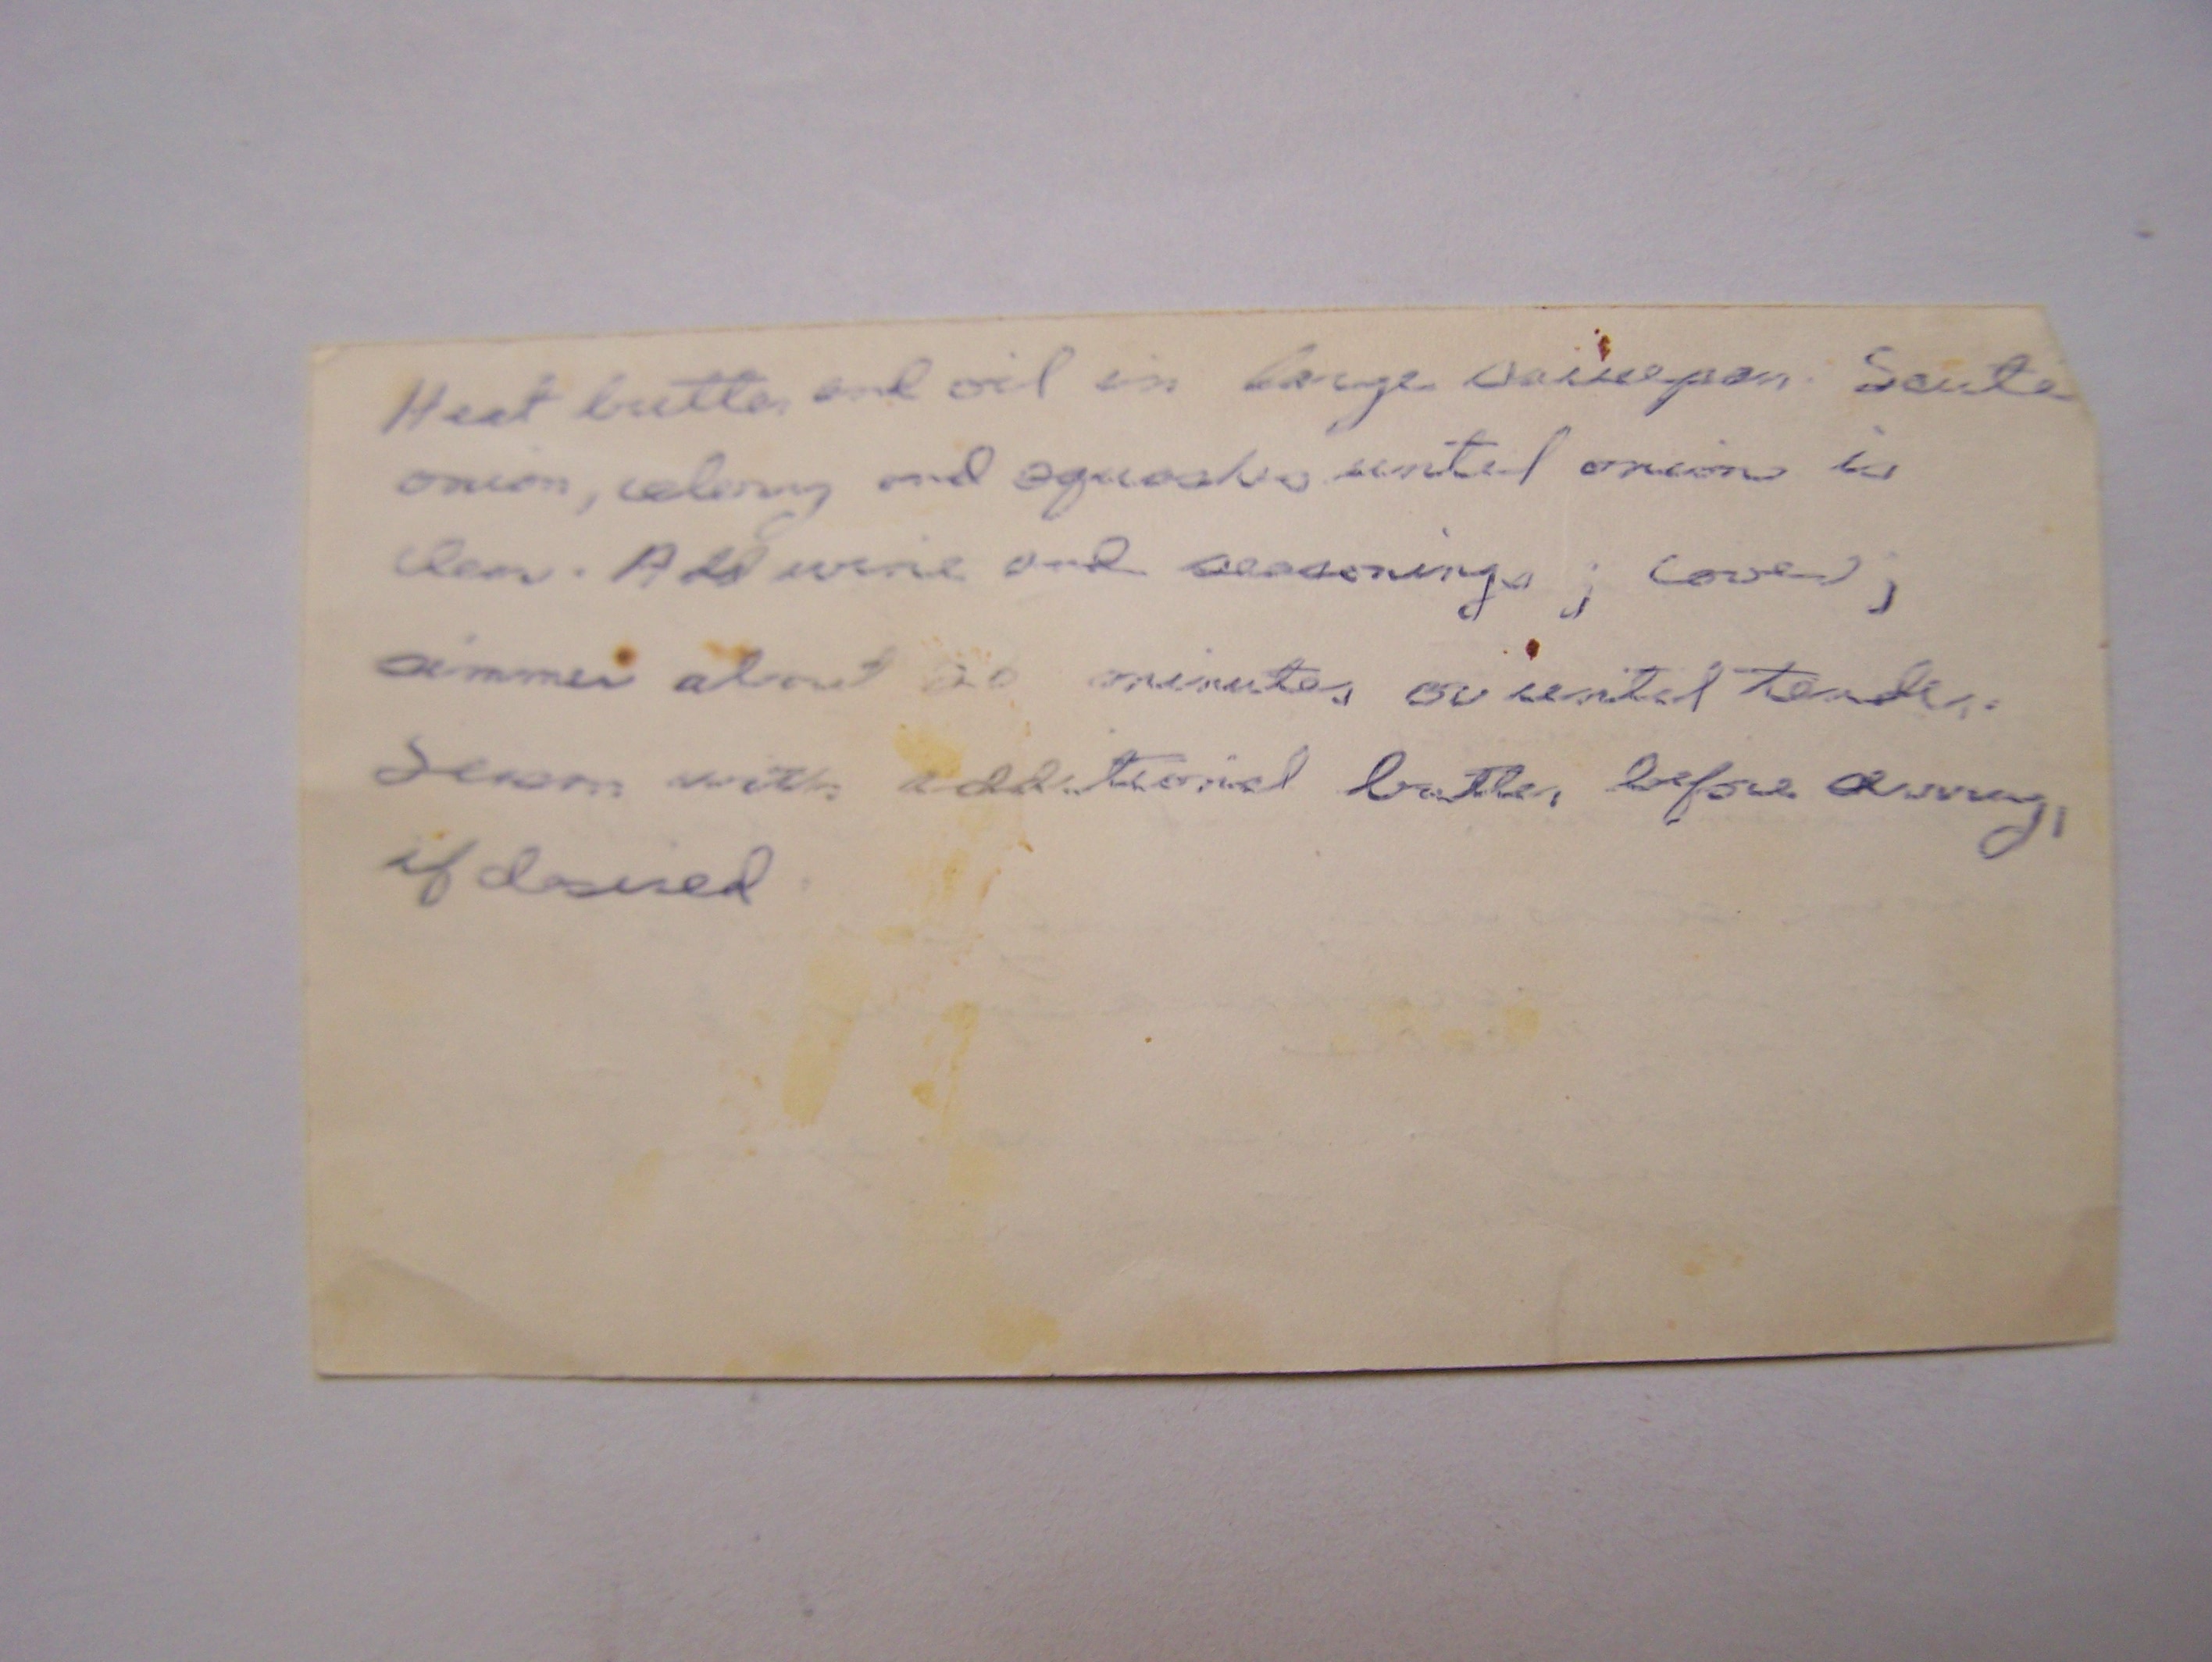 Heat butter and oil in large saucepan. Saute
onion, celery and squash until onion is
clear. Add wine and seasonings; cover;
simmer about 20 minutes or until tender.
Season with additional butter before serving,
if desired.